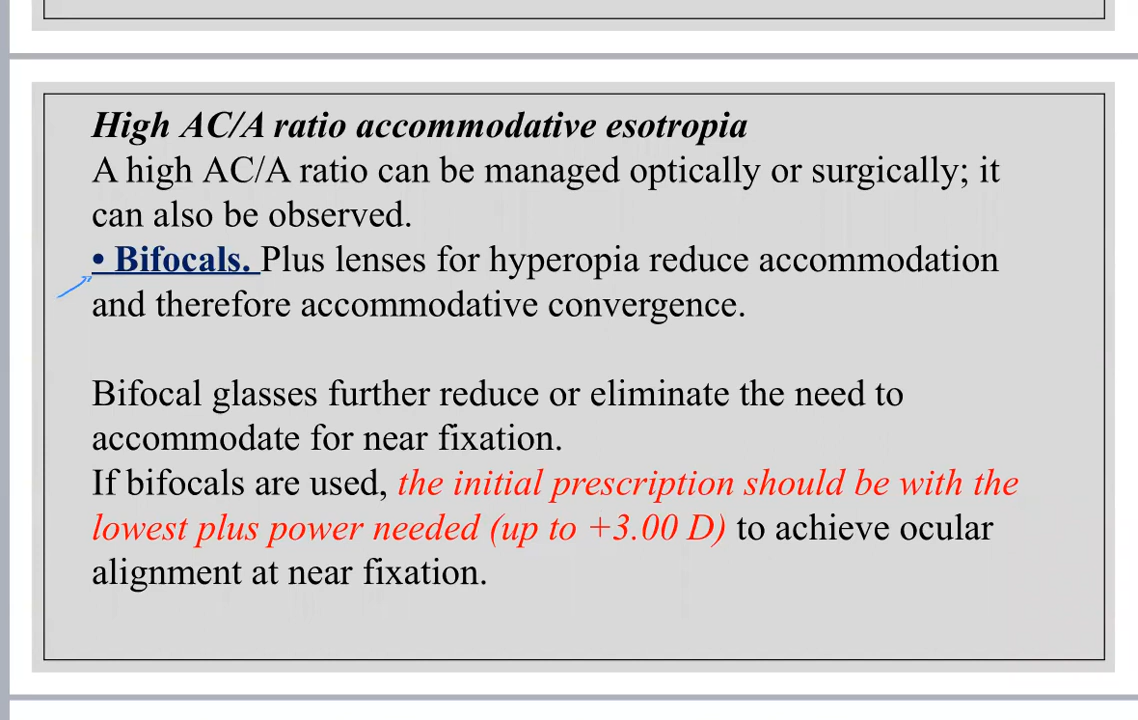 High AC/A ratio accommodative esotropia
A high AC/A ratio can be managed optically or surgically; it
can also be observed.
• Bifocals. Plus lenses for hyperopia reduce accommodation
and therefore accommodative convergence.
Bifocal glasses further reduce or eliminate the need to
accommodate for near fixation.
If bifocals are used, the initial prescription should be with the
lowest plus power needed (up to +3.00 D) to achieve ocular
alignment at near fixation.